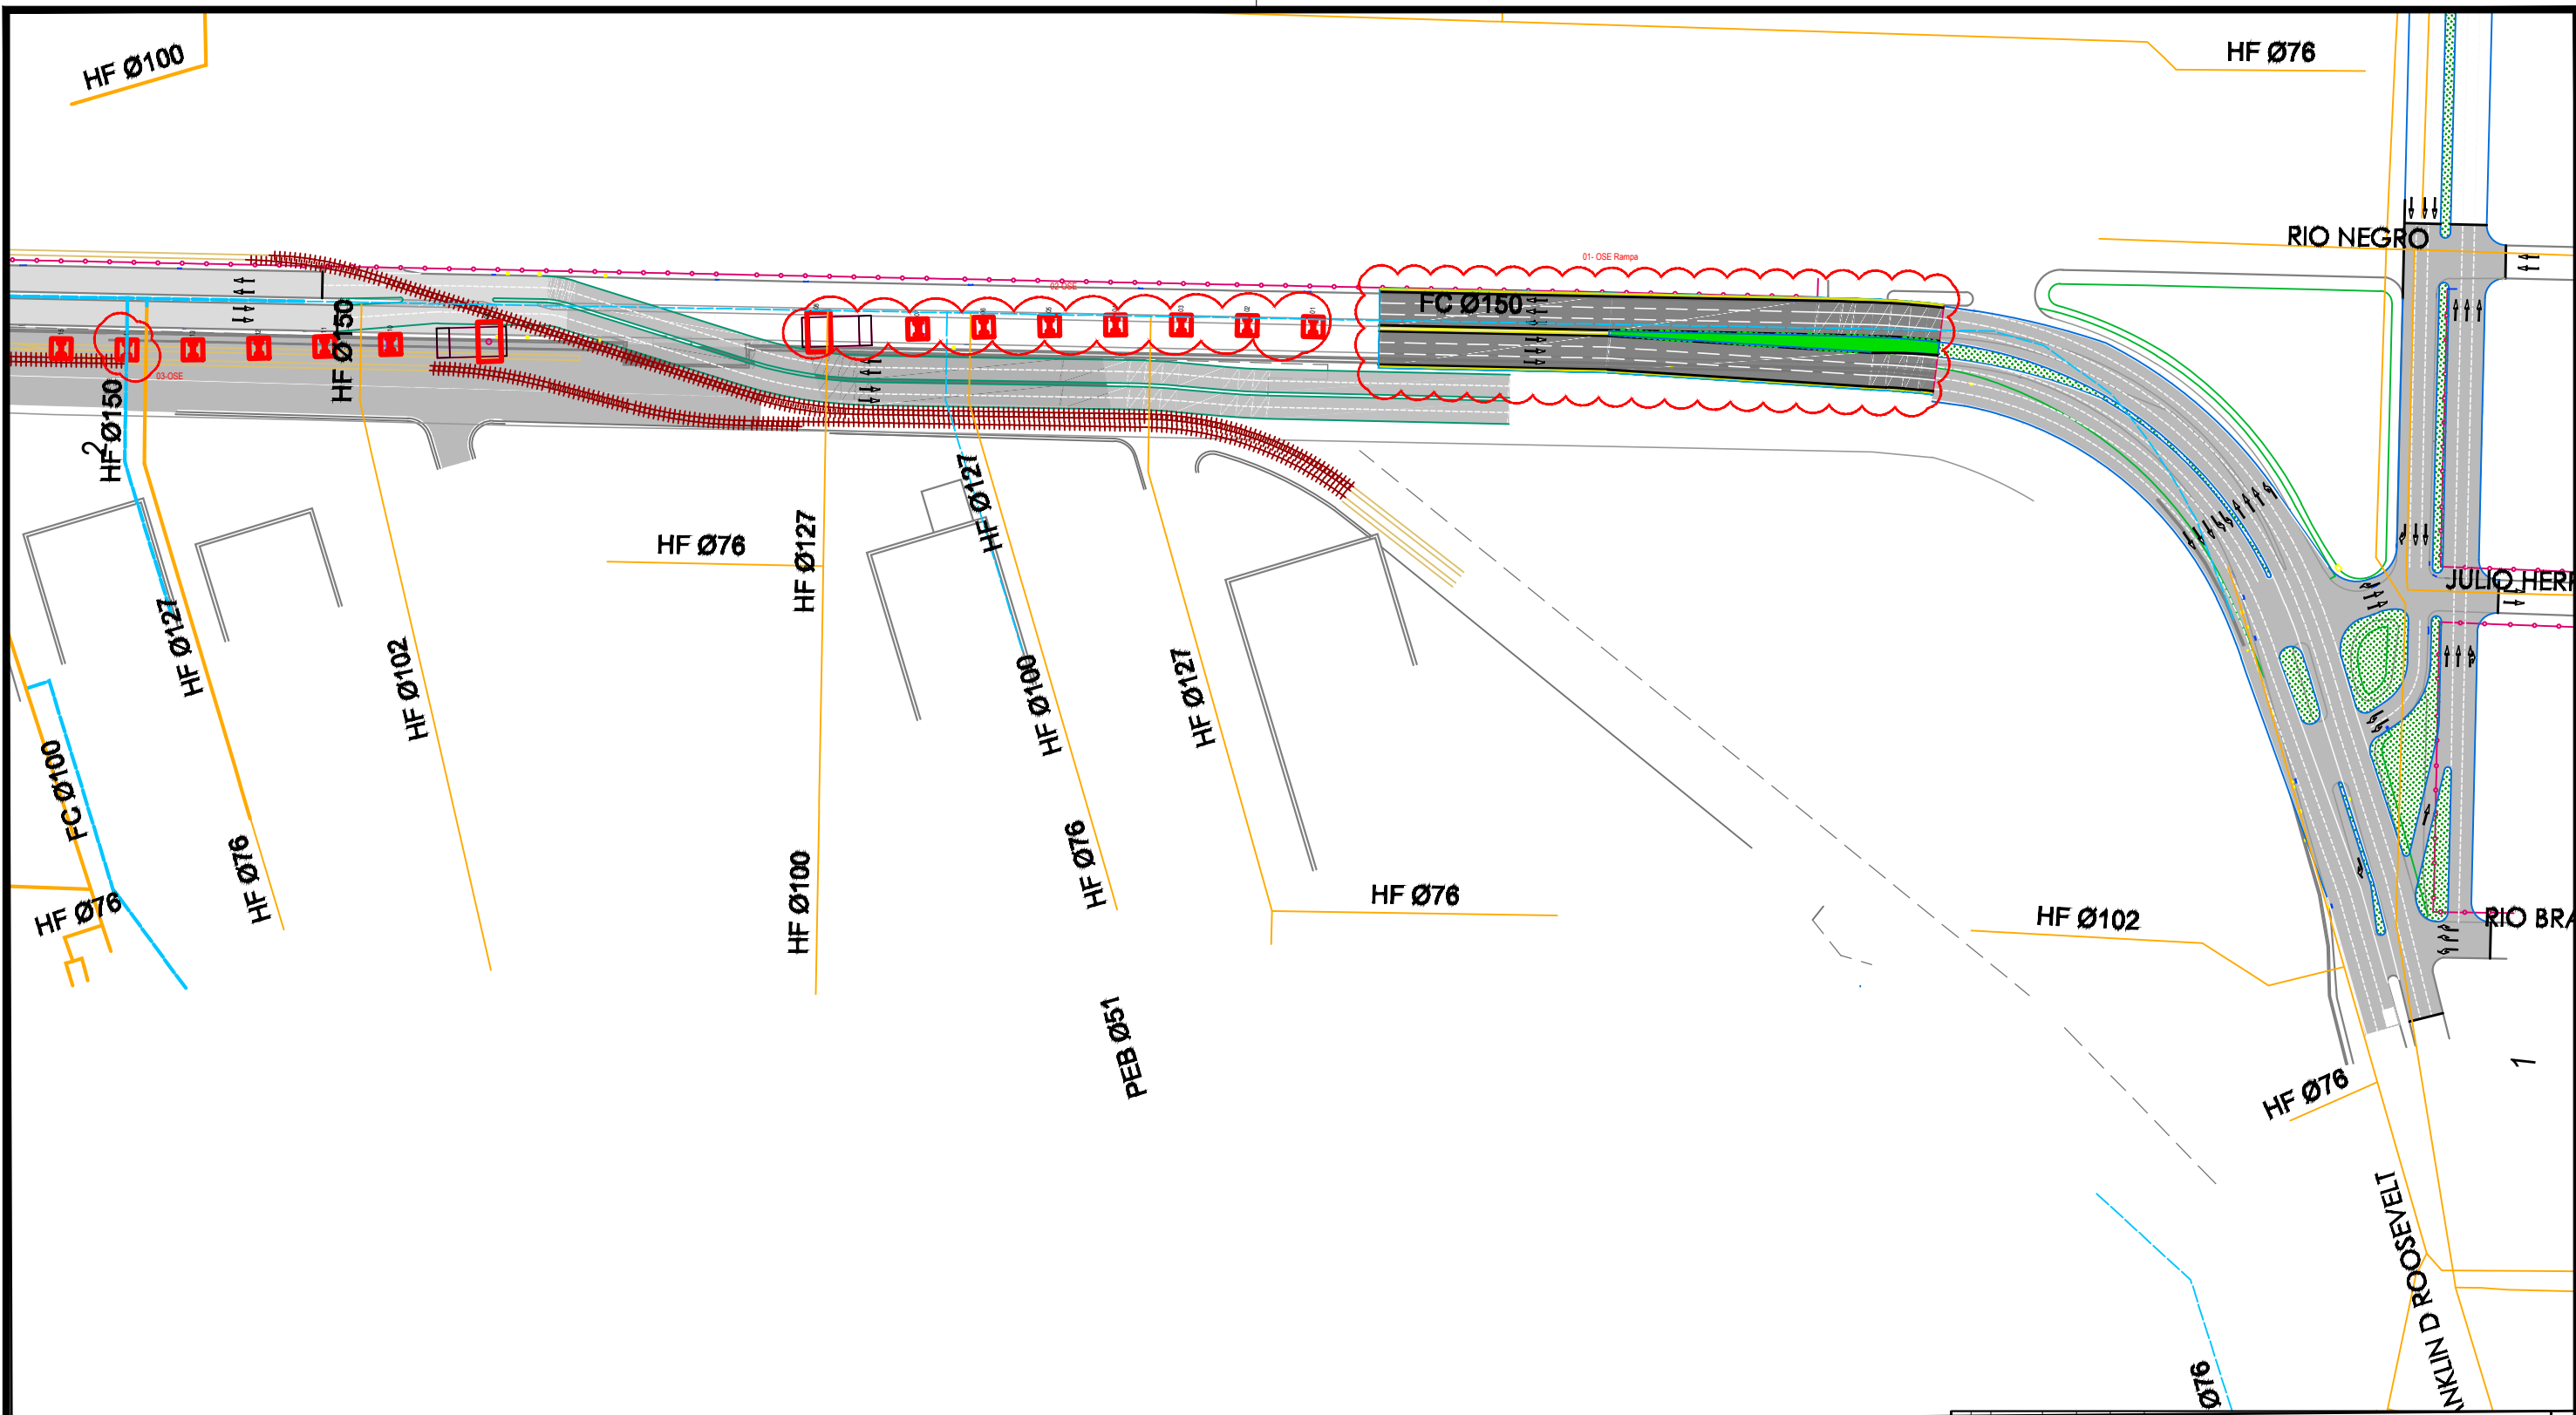 HF Ø100
HF Ø76
RIO NEGRO
01- OSE Rampa
02-OSE
FC Ø150
03-OSE
HF Ø150
HF Ø150
2
HF Ø127
HF Ø76
HF Ø127
JULIO HERR
HF Ø127
HF Ø102
HF Ø100
HF Ø127
FC Ø100
HF Ø76
HF Ø76
HF Ø100
HF Ø76
HF Ø76
HF Ø102
RIO BRA
PEB Ø51
1
HF Ø76
NKLIN D ROOSEVELT
Ø76